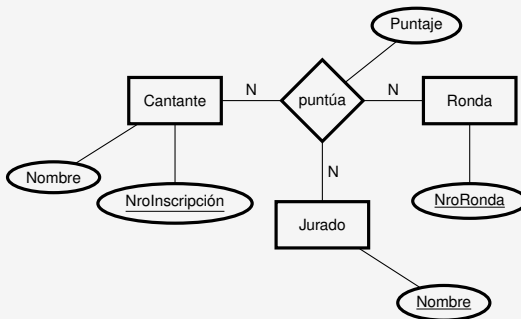 Puntaje
Cantante
N
puntúa
N
Ronda
Nombre
NroInscripción
N
Jurado
NroRonda
Nombre